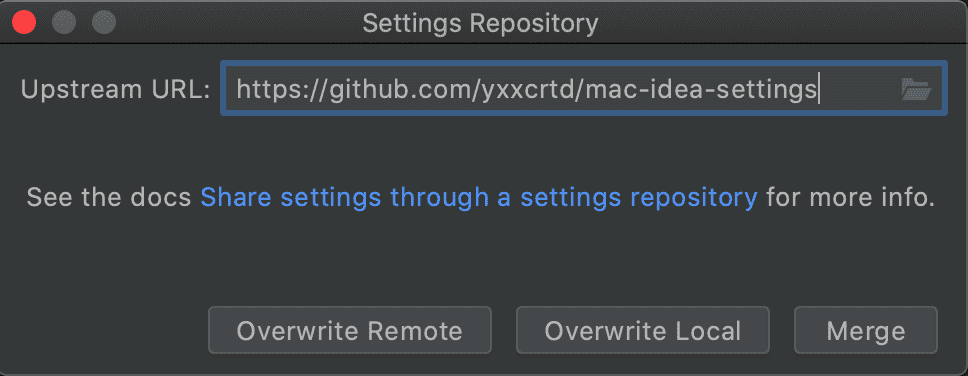 Settings Repository
Upstream URL: https://github.com/yxxcrtd/mac-idea-settings
See the docs Share settings through a settings repository for more info.
Overwrite Remote Overwrite Local Merge